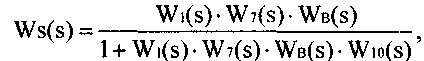 Ws(s) = W₁(s) · W₇(s) · WB(s) / 1 + W₁(s) · W₇(s) · WB(s) · W₁₀(s) ,